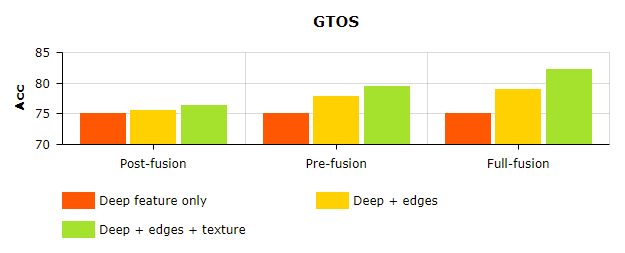 GTOS
85
80
75
70
Acc
Post-fusion Pre-fusion Full-fusion
Deep feature only Deep + edges
Deep + edges + texture